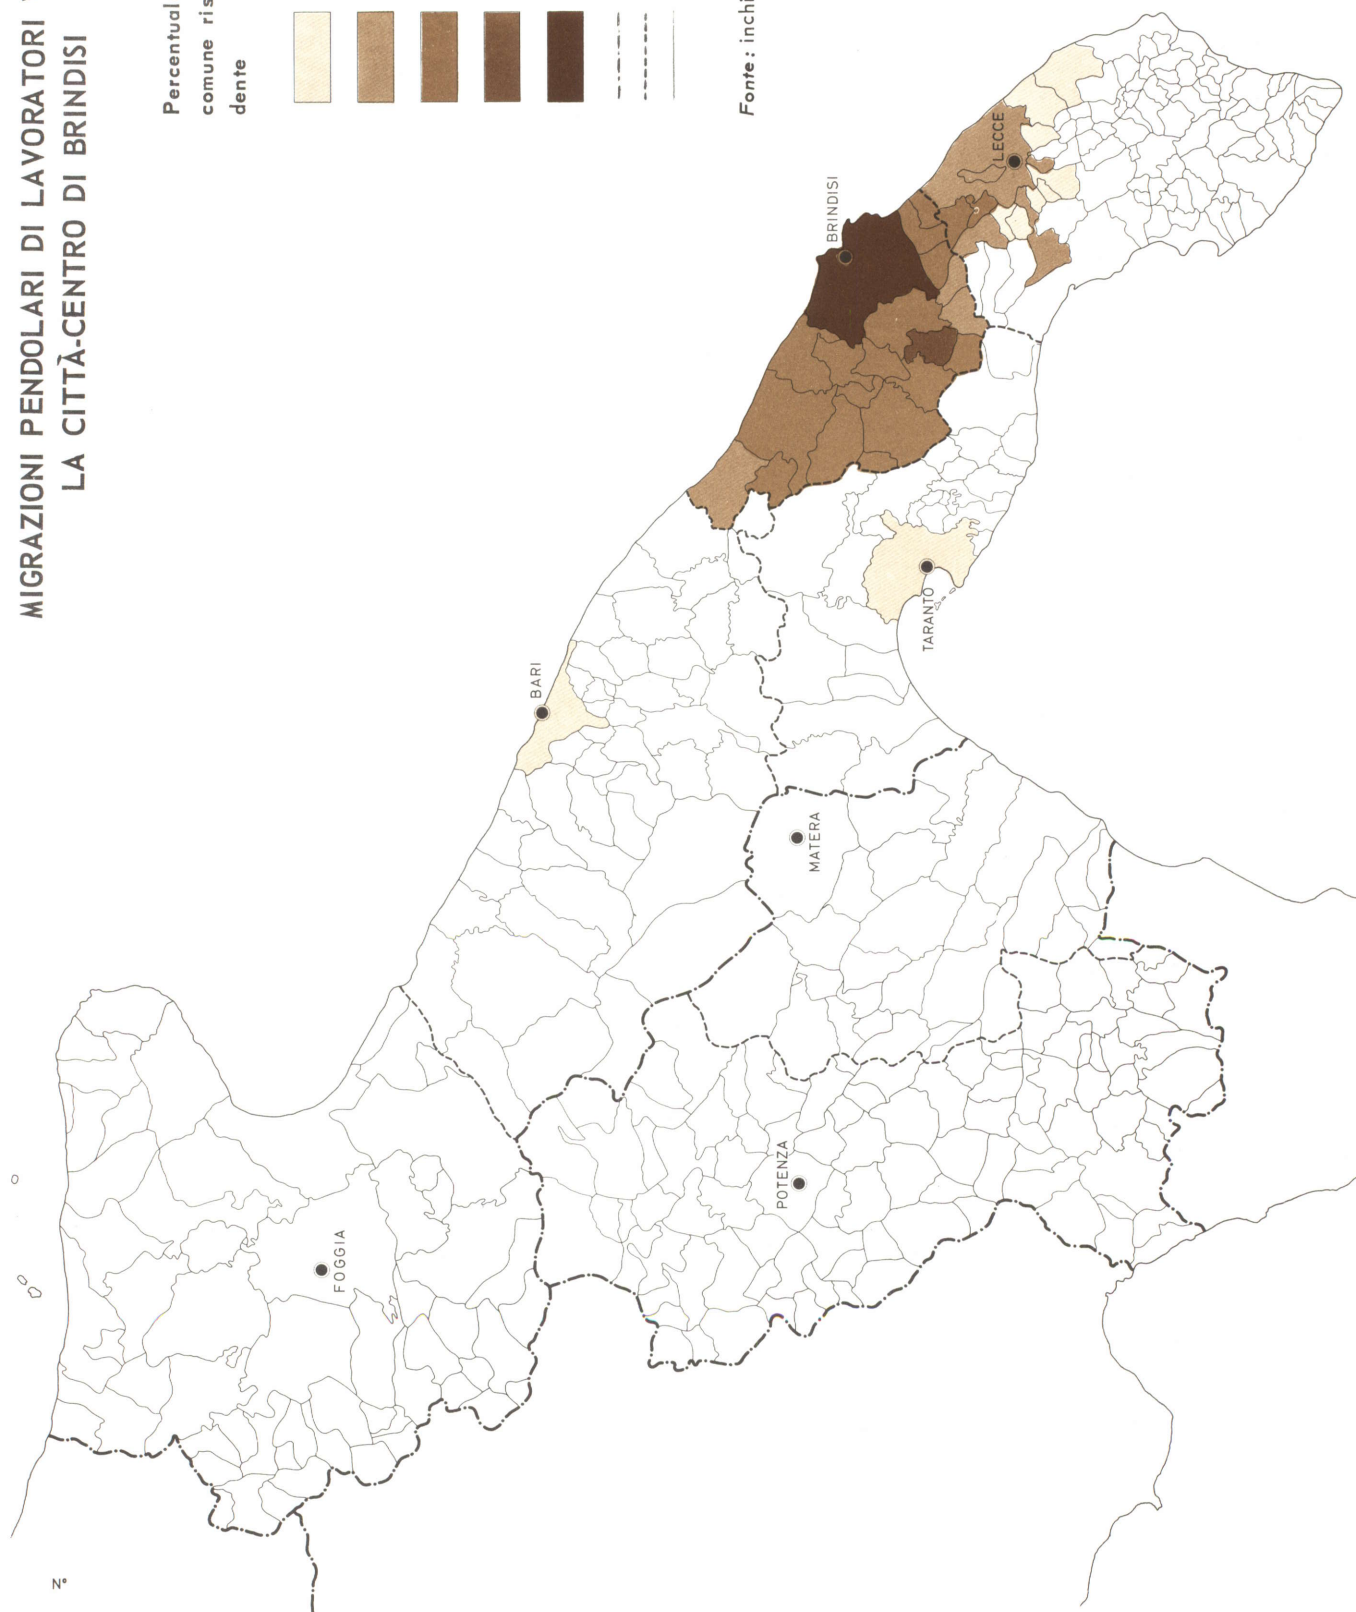 MIGRAZIONI PENDOLARI DI LAVORATORI
LA CITTÀ-CENTRO DI BRINDISI
Percentual
comune ris
dente
Fonte : inchi
BRINDISI
LECCE
BARI
TARANTO
MATERA
POTENZA
FOGGIA
N°